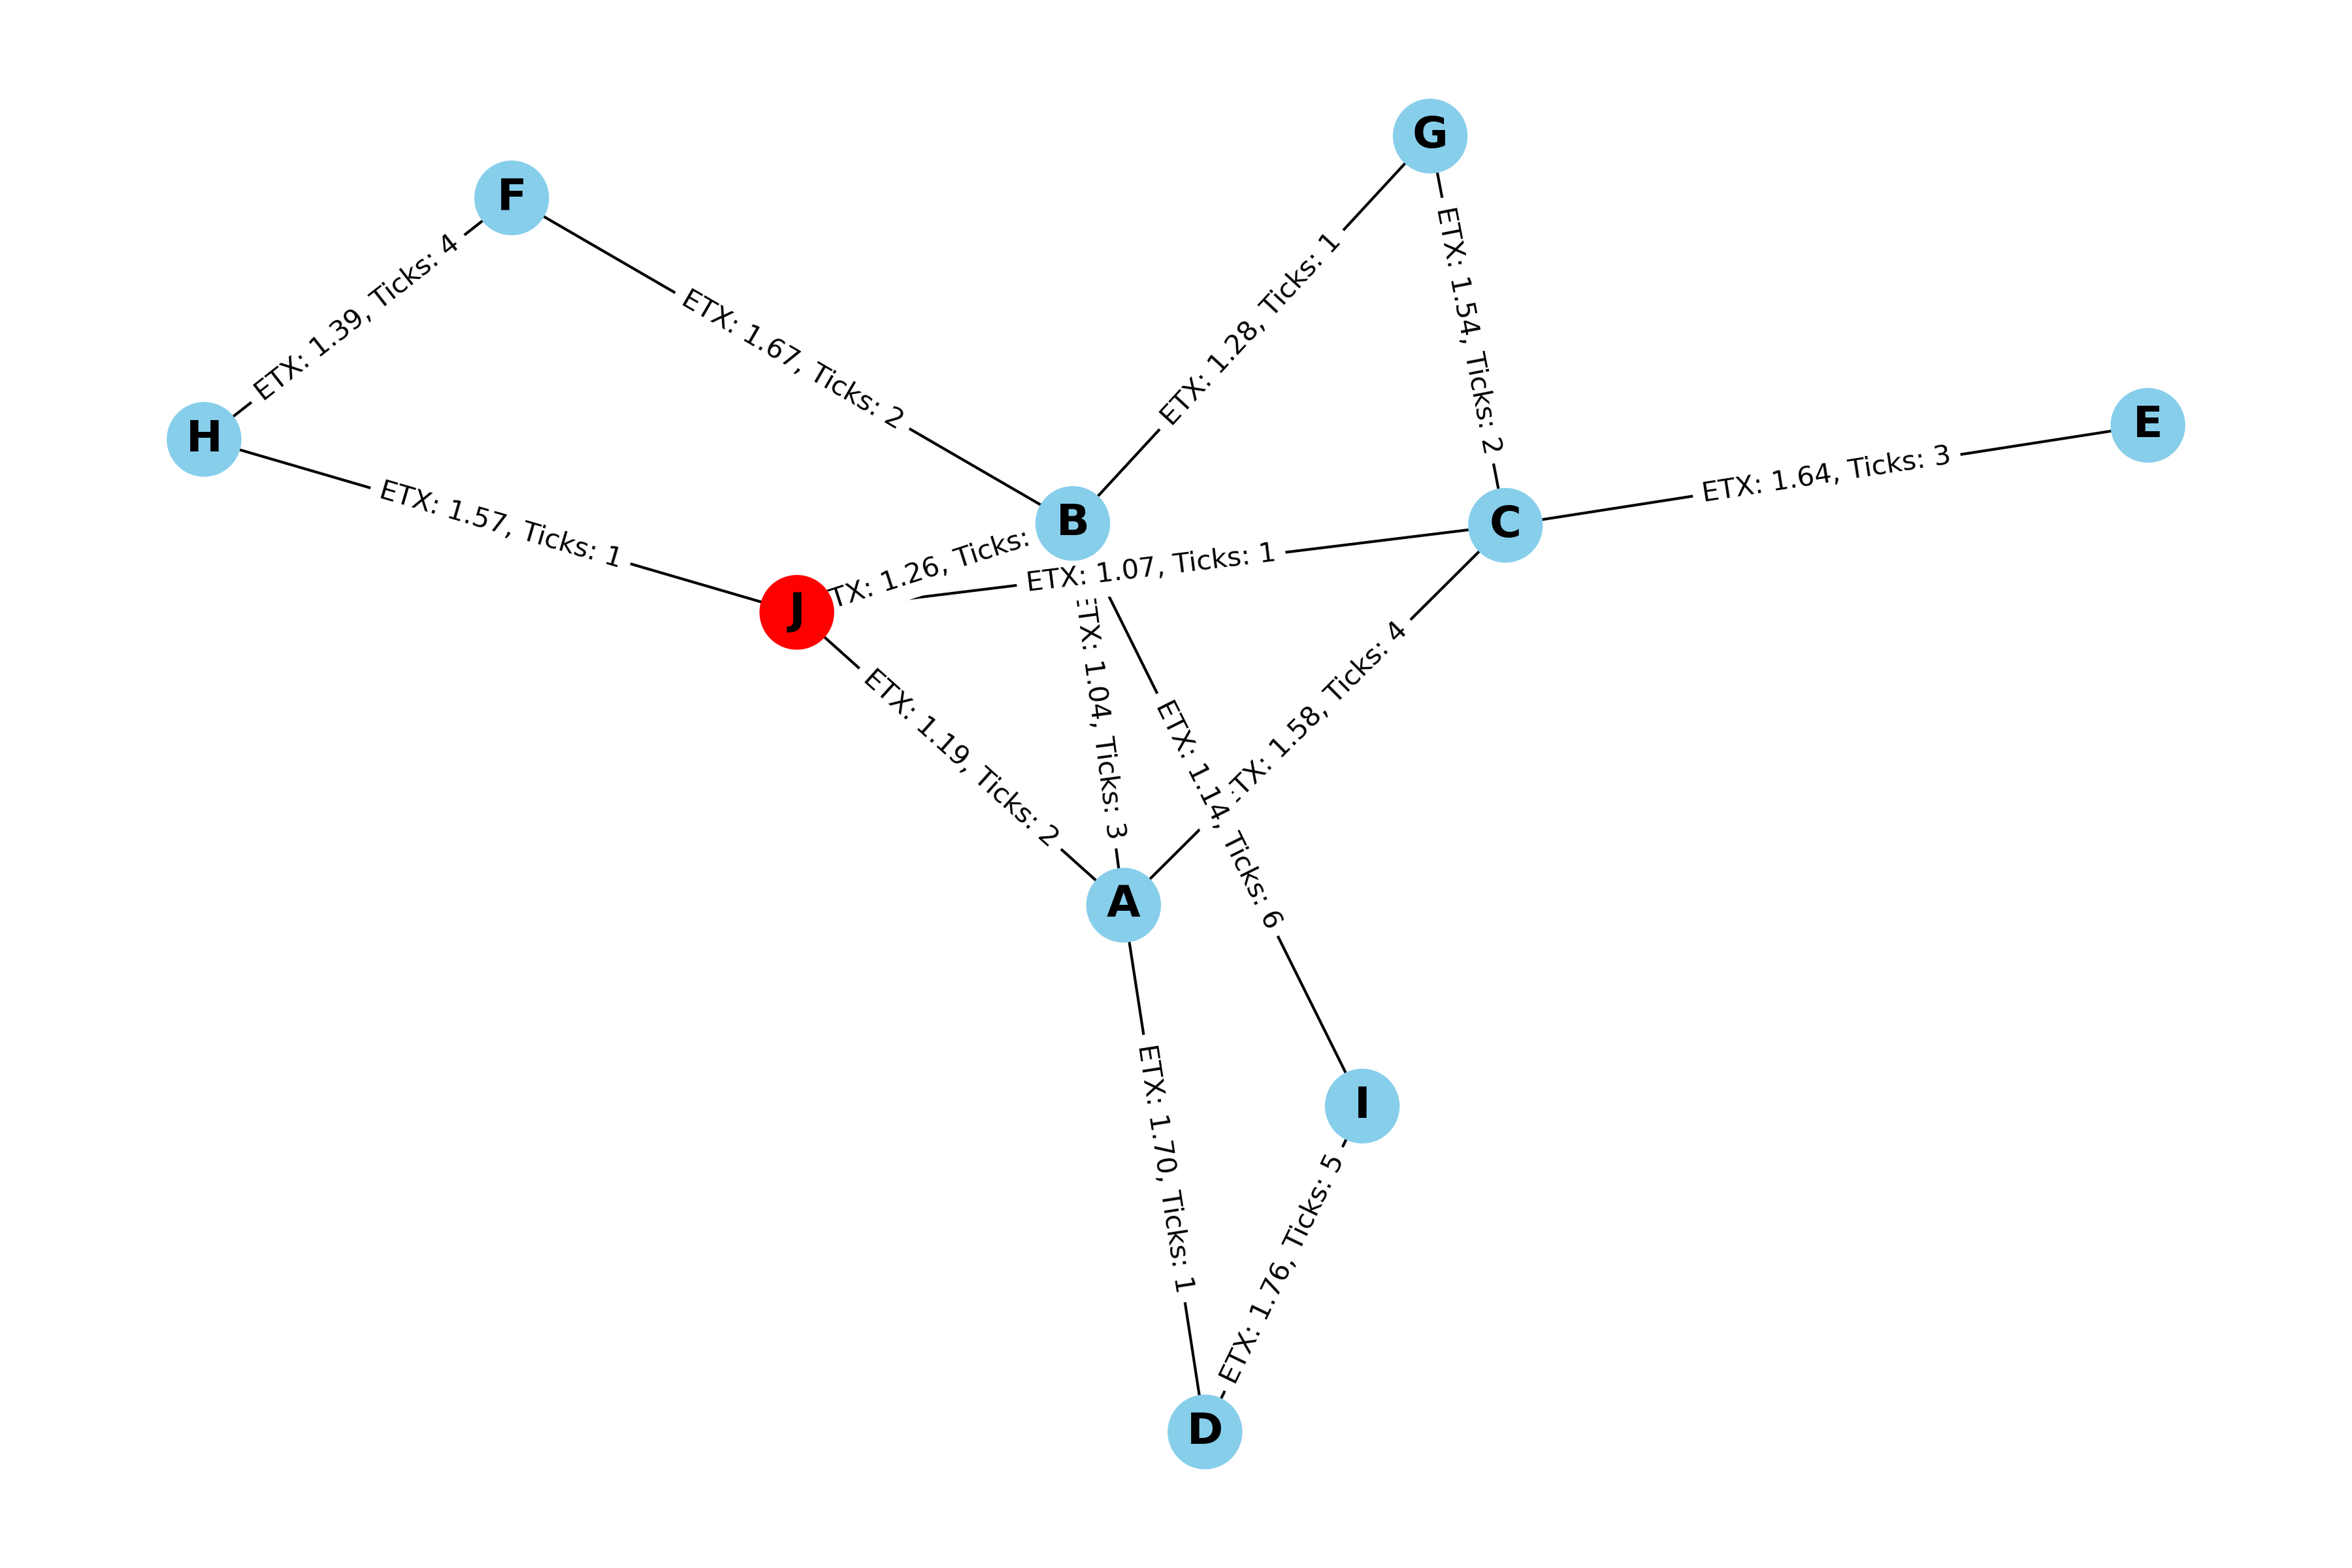 G
F
ETX: 1.39, Ticks: 4
ETX: 1.28, Ticks: 1
ETX: 1.54, Ticks: 2
ETX: 1.67, Ticks: 2
H
E
ETX: 1.64, Ticks: 3
B
C
ETX: 1.57, Ticks: 1
1.26, Ticks:
ETX: 1.07, Ticks: 1
J
1.04, Ticks: 3
ETX: 1.19, Ticks: 2
1.58, Ticks: 4
ETX: 1.14, Ticks: 6
A
ETX: 1.70, Ticks: 1
I
ETX: 1.76, Ticks: 5
D